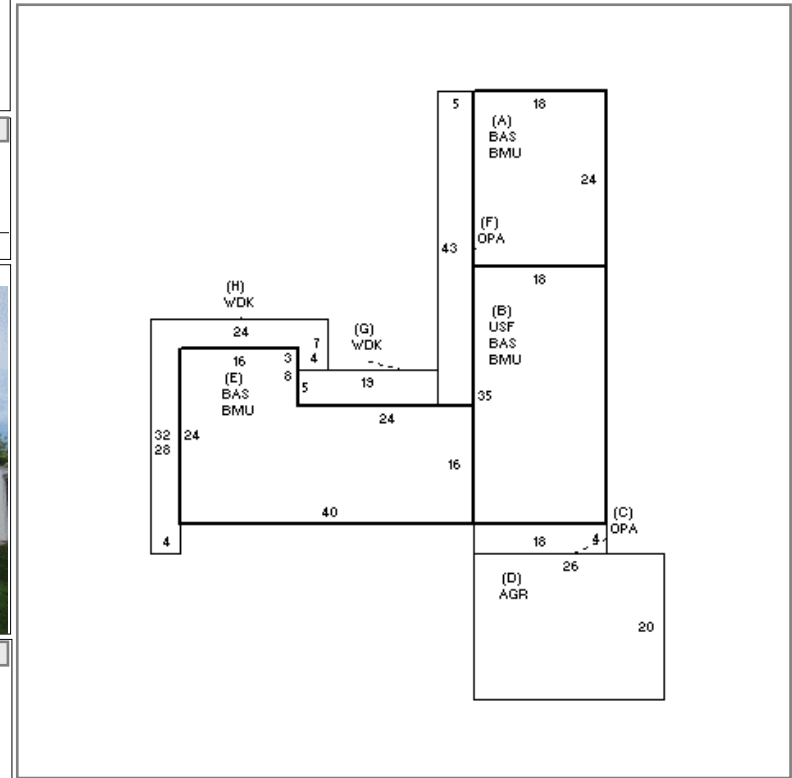 5
18
(A)
BAS
BMU
24
(F)
OPA
43
18
(H)
WDK
24
7
(G)
WDK
(B)
USF
BAS
BMU
16
3
4
(E)
BAS
BMU
8
5
19
35
24
32
24
28
16
40
(C)
OPA
4
18
4
26
(D)
AGR
20